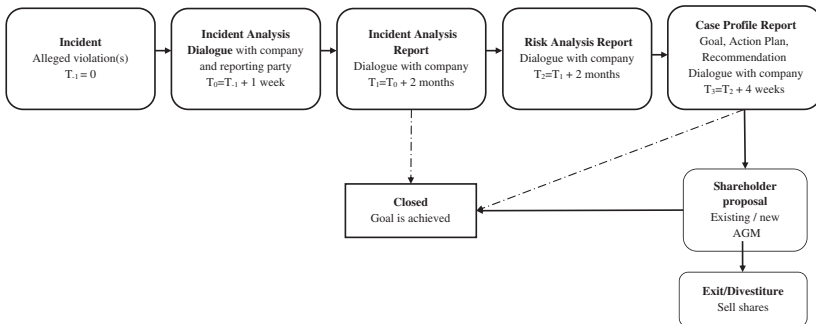 Incident
Alleged violation(s)
T-1 = 0
Incident Analysis
Dialogue with company
and reporting party
T0=T-1 + 1 week
Incident Analysis
Report
Dialogue with company
T1=T0 + 2 months
Risk Analysis Report
Dialogue with company
T2=T1 + 2 months
Case Profile Report
Goal, Action Plan,
Recommendation
Dialogue with company
T3=T2 + 4 weeks
Closed
Goal is achieved
Shareholder
proposal
Existing / new
AGM
Exit/Divestiture
Sell shares